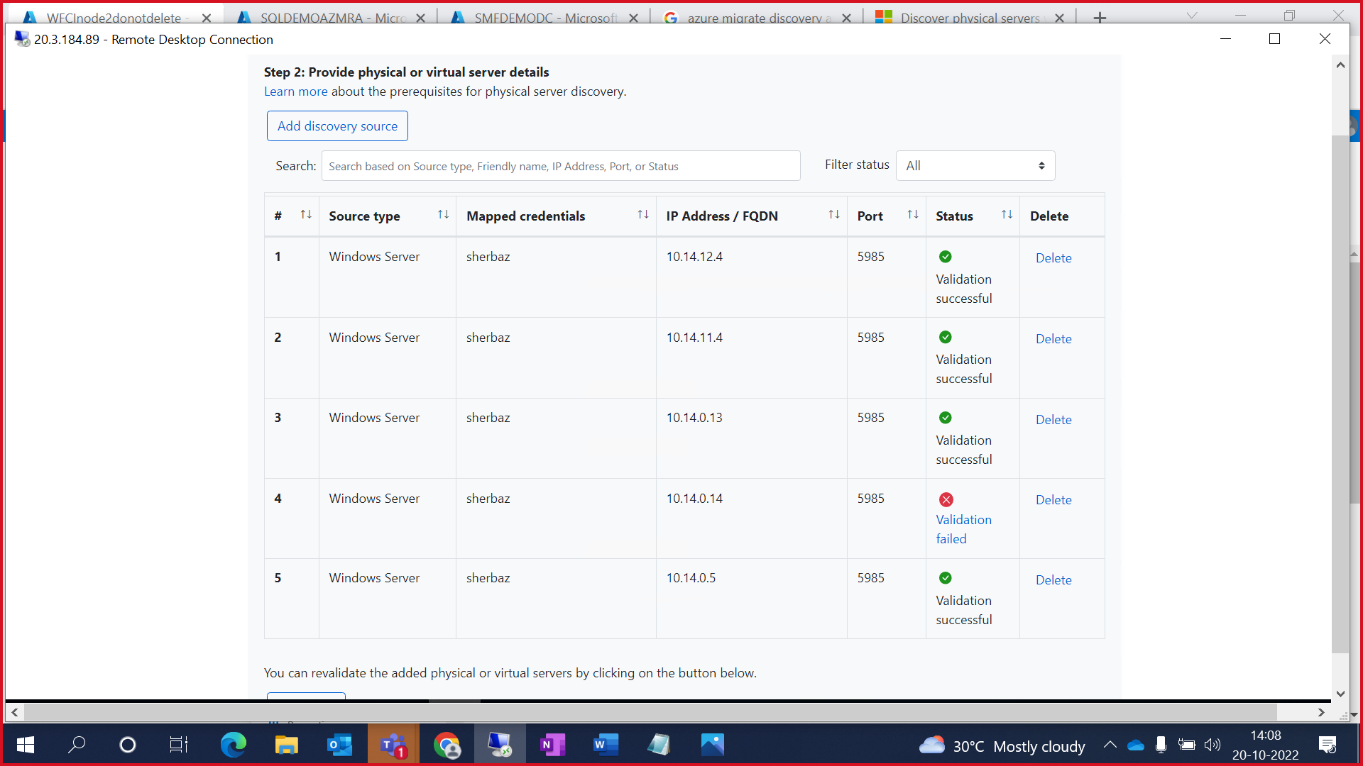 WFCInode2donotdelete -
SQLDEMOAZMRA - Micro
SMFDEMODC - Microsoft
azure migrate discovery a
Discover physical servers
20.3.184.89 - Remote Desktop Connection
Step 2: Provide physical or virtual server details
Learn more about the prerequisites for physical server discovery.
Add discovery source
Search: Search based on Source type, Friendly name, IP Address, Port, or Status
Filter status All
# Source type Mapped credentials IP Address / FQDN Port Status Delete
1 Windows Server sherbaz 10.14.12.4 5985 Validation successful Delete
2 Windows Server sherbaz 10.14.11.4 5985 Validation successful Delete
3 Windows Server sherbaz 10.14.0.13 5985 Validation successful Delete
4 Windows Server sherbaz 10.14.0.14 5985 Validation failed Delete
5 Windows Server sherbaz 10.14.0.5 5985 Validation successful Delete
You can revalidate the added physical or virtual servers by clicking on the button below.
30°C Mostly cloudy
14:08
20-10-2022